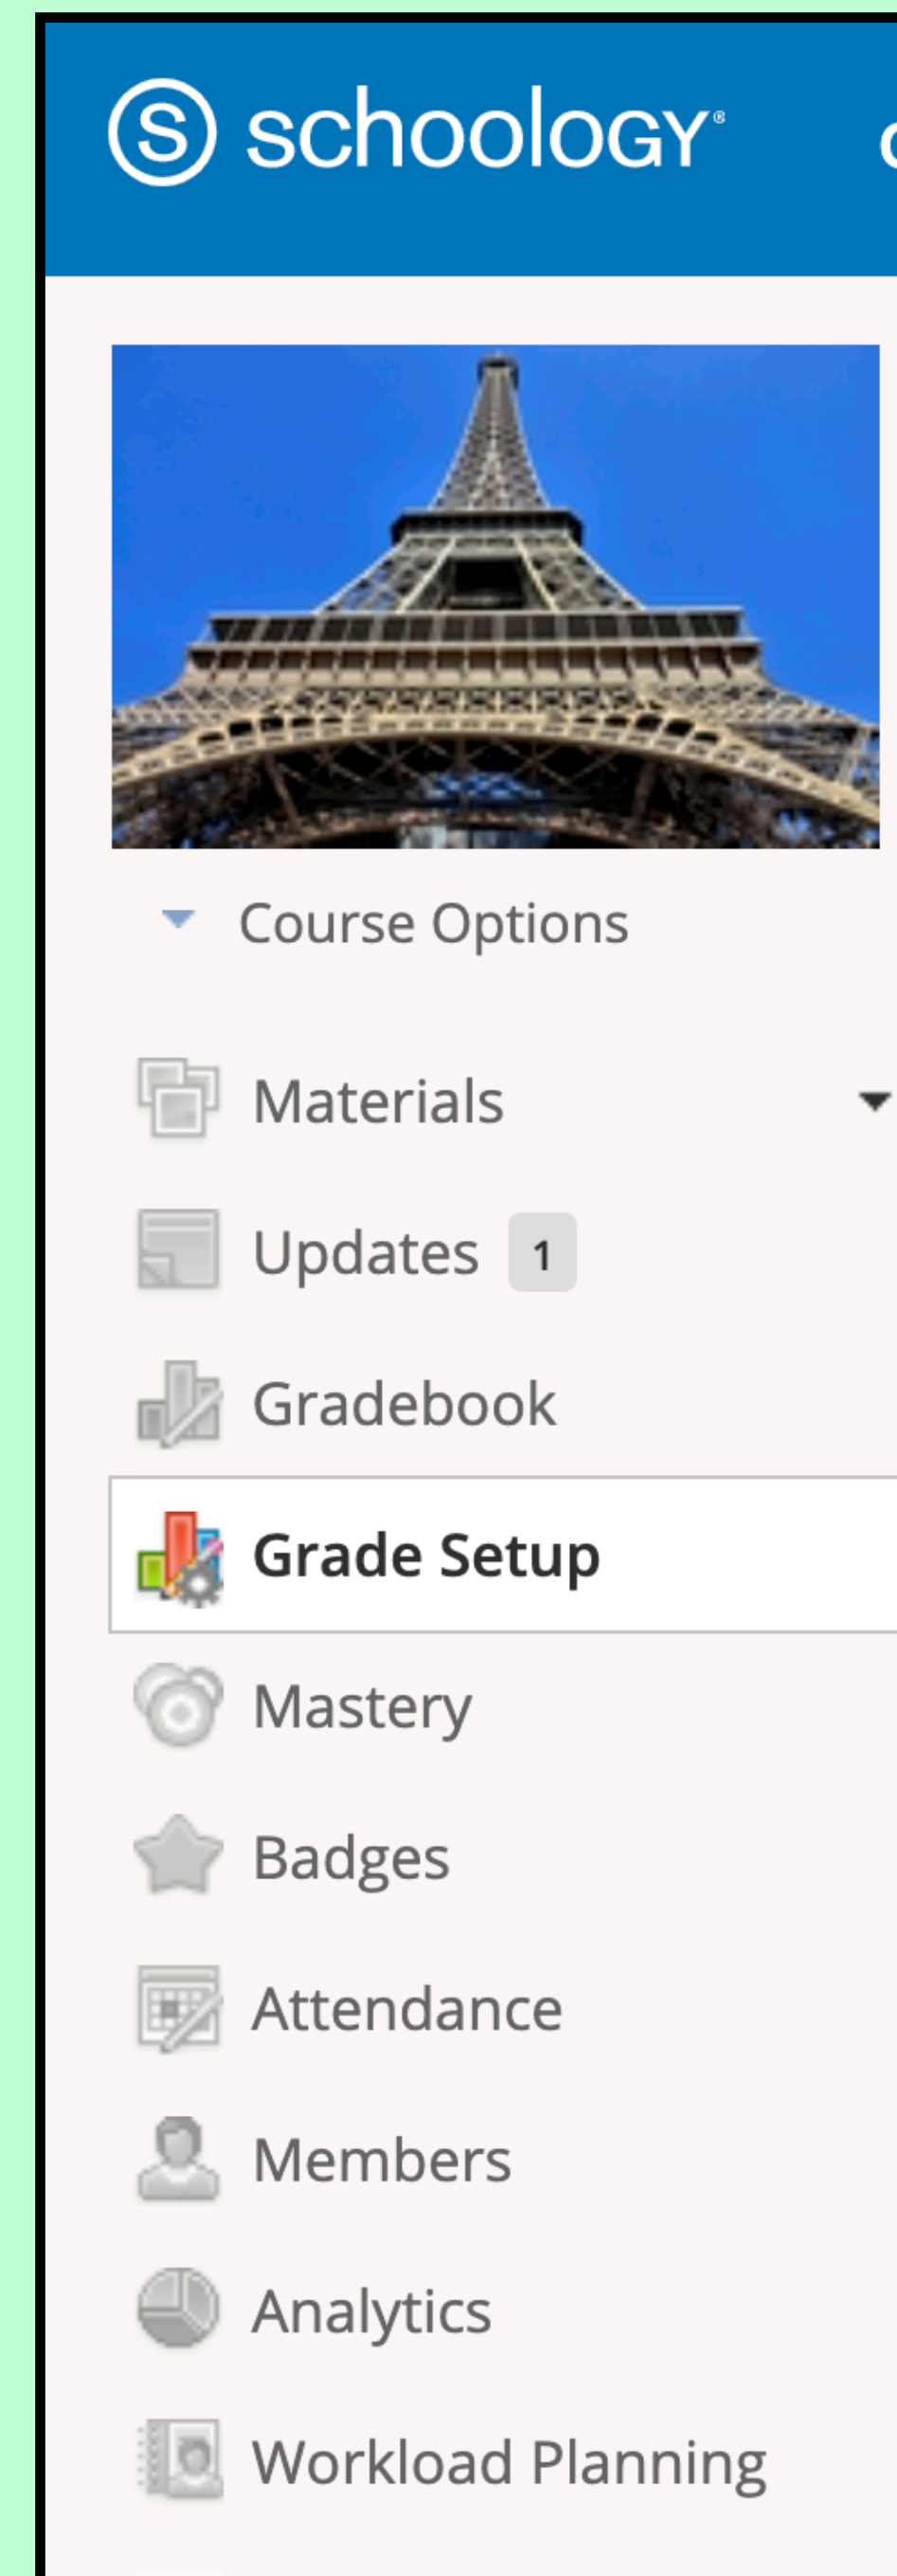 S schoology®
Course Options
Materials
Updates 1
Gradebook
Grade Setup
Mastery
Badges
Attendance
Members
Analytics
Workload Planning